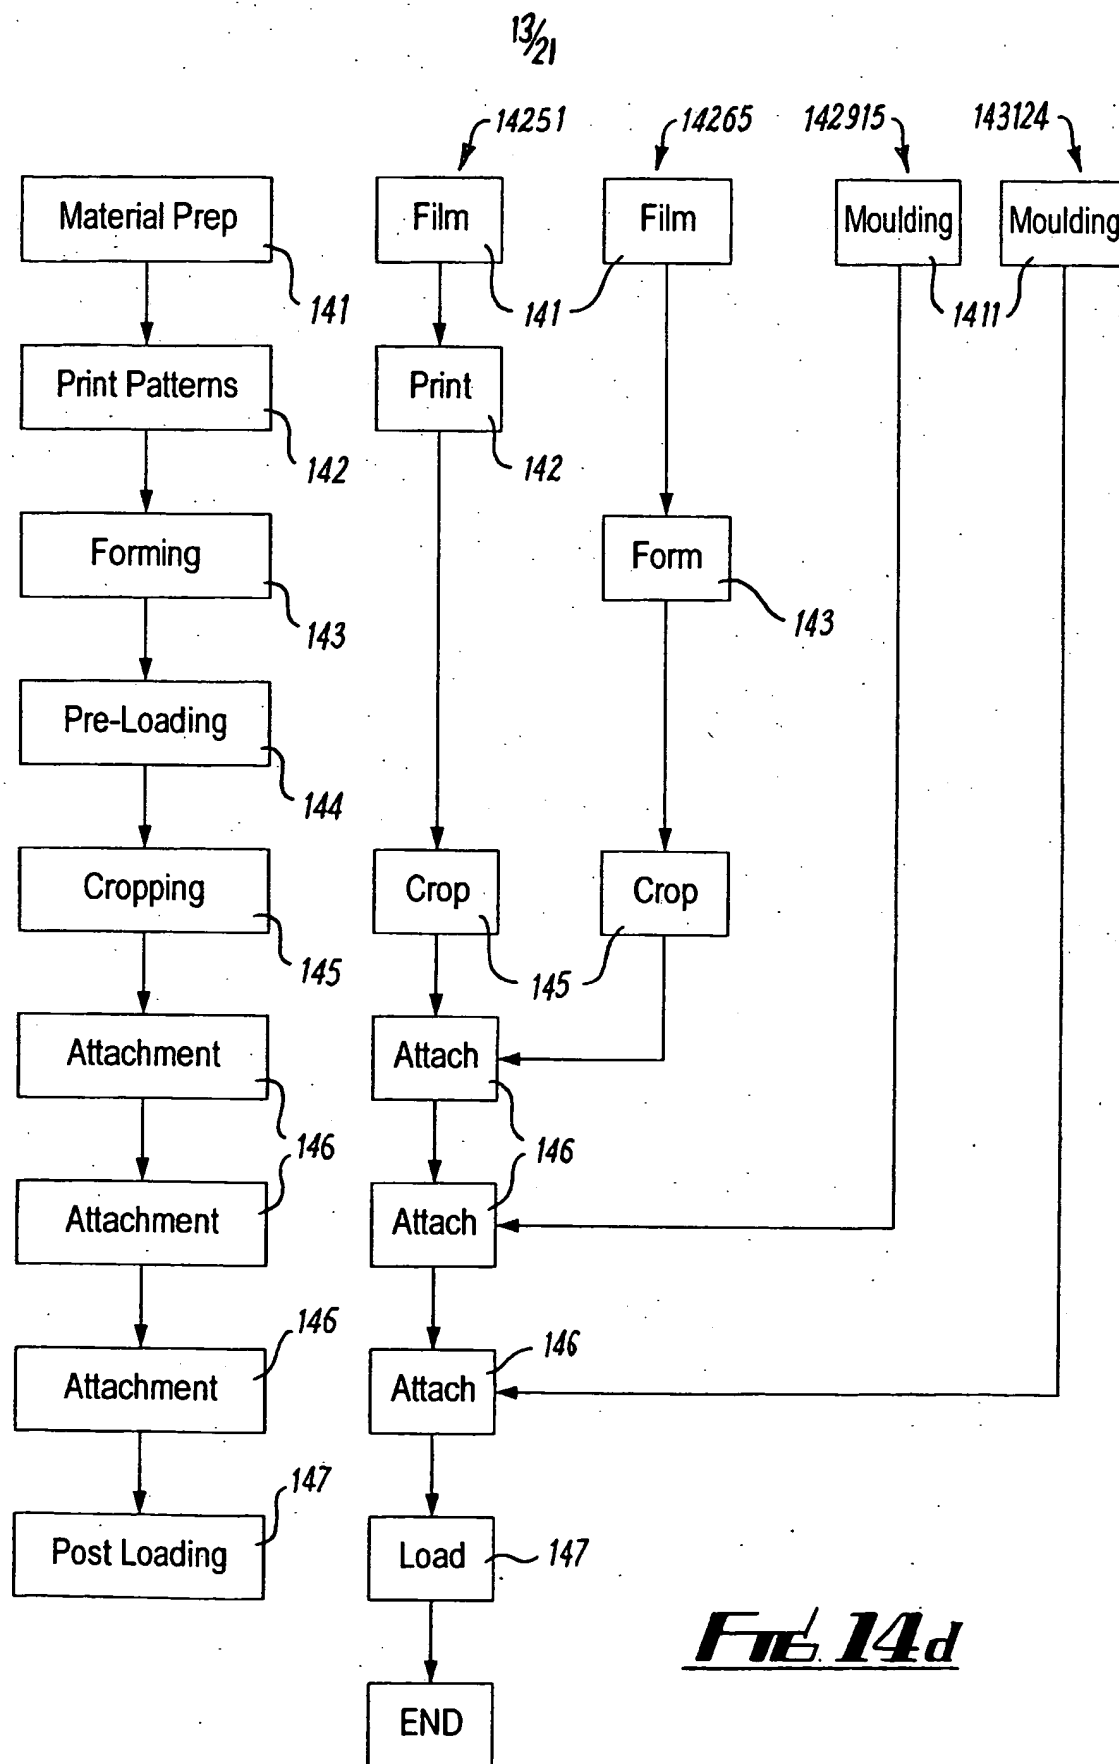 13/21
14251 14265 142915 143124
Material Prep Film Film Moulding Moulding
141 141 1411
Print Patterns Print
142 142
Forming Form
143 143
Pre-Loading
144
Cropping Crop Crop
145 145
Attachment Attach
146 146
Attachment Attach
146 146
Attachment Attach
147
Post Loading Load 147
END
FIG. 14d